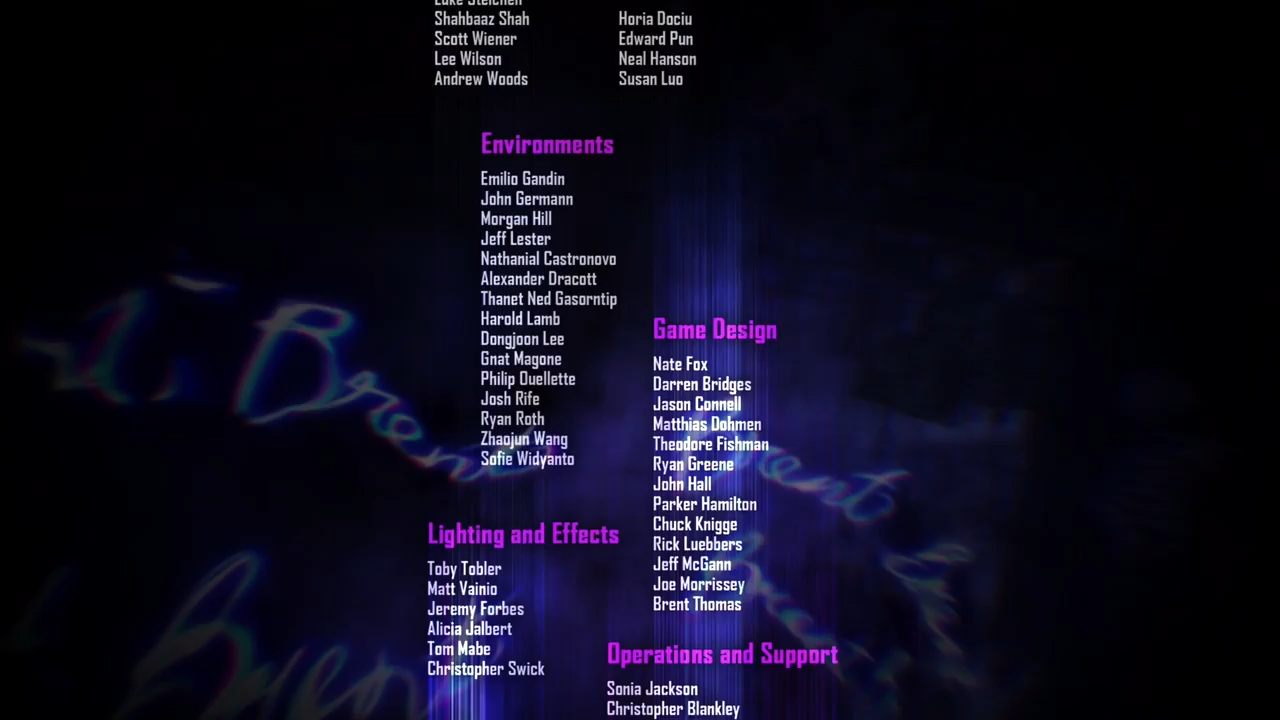 Luke Steichen
Shahbaaz Shah
Scott Wiener
Lee Wilson
Andrew Woods
Horia Dociu
Edward Pun
Neal Hanson
Susan Luo
Environments
Emilio Gandin
John Germann
Morgan Hill
Jeff Lester
Nathanial Castronovo
Alexander Dracott
Thanet Ned Gasorntip
Harold Lamb
Dongjoon Lee
Gnat Magone
Philip Ouellette
Josh Rife
Ryan Roth
Zhaojun Wang
Sofie Widyanto
Game Design
Nate Fox
Darren Bridges
Jason Connell
Matthias Dohmen
Theodore Fishman
Ryan Greene
John Hall
Parker Hamilton
Chuck Knigge
Rick Luebbers
Jeff McGann
Joe Morrissey
Brent Thomas
Lighting and Effects
Toby Tobler
Matt Vainio
Jeremy Forbes
Alicia Jalbert
Tom Mabe
Christopher Swick
Operations and Support
Sonia Jackson
Christopher Blankley
Brent